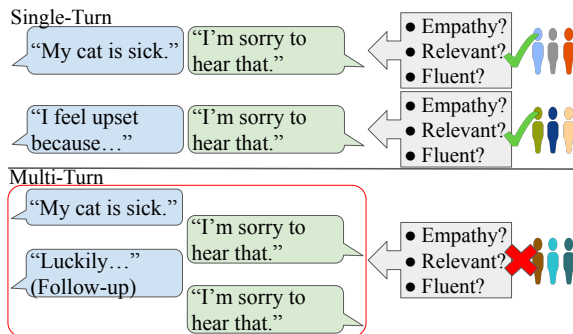 Single-Turn
“My cat is sick.”
“I’m sorry to
hear that.”
● Empathy?
● Relevant?
● Fluent?
“I feel upset
because…”
“I’m sorry to
hear that.”
● Empathy?
● Relevant?
● Fluent?
Multi-Turn
“My cat is sick.”
“I’m sorry to
hear that.”
“Luckily…”
(Follow-up)
“I’m sorry to
hear that.”
● Empathy?
● Relevant?
● Fluent?